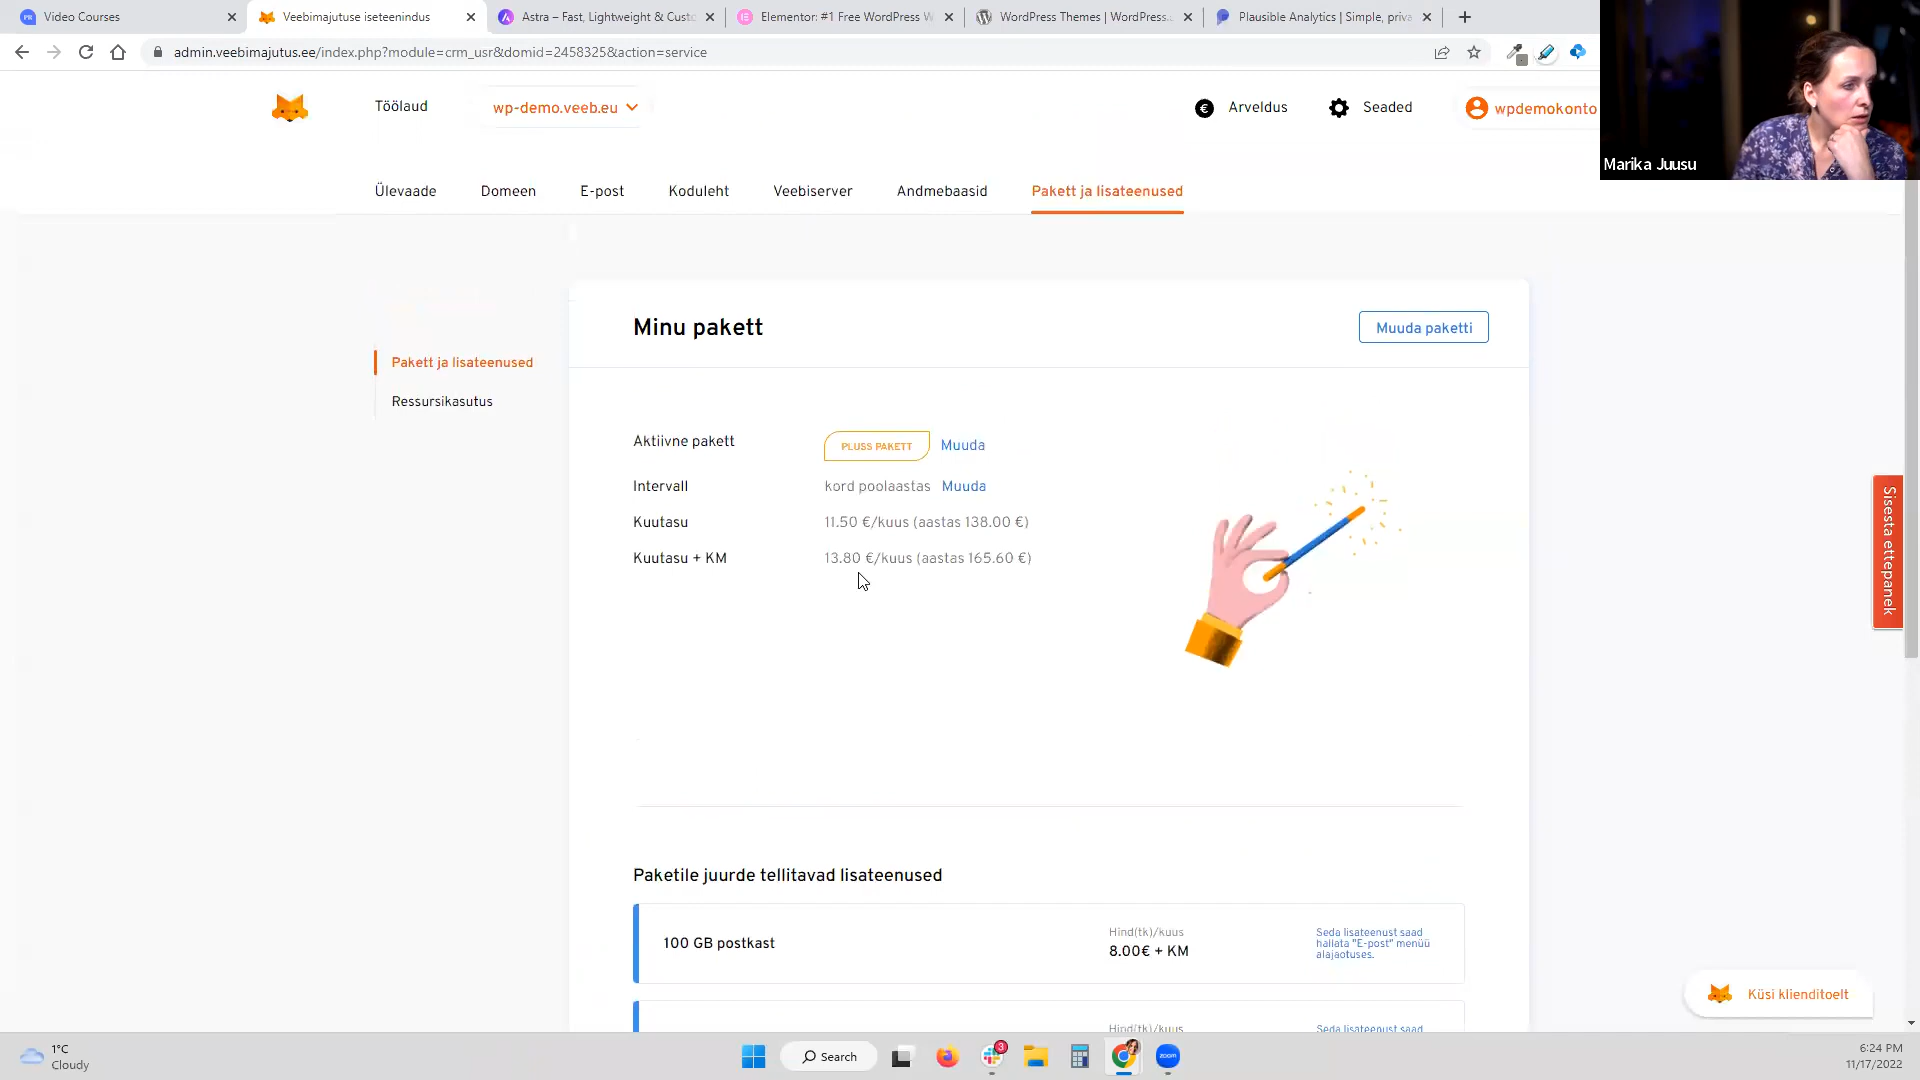 Video Courses
Veebimajutuse iseteenindus
Astra – Fast, Lightweight & Custo
Elementor: #1 Free WordPress W
WordPress Themes | WordPress.
Plausible Analytics | Simple, priva
admin.veebimajutus.ee/index.php?module=crm_usr&domid=2458325&action=service
Töölaud
wp-demo.veeb.eu
€ Arveldus
Seaded
wpdemokonto
Marika Juusu
Ülevaade
Domeen
E-post
Koduleht
Veebiserver
Andmebaasid
Pakett ja lisateenused
Pakett ja lisateenused
Ressursikasutus
Minu pakett
Muuda paketti
Aktiivne pakett
PLUSS PAKETT
Muuda
Intervall
kord poolaastas
Muuda
Kuutasu
11.50 €/kuus (aastas 138.00 €)
Kuutasu + KM
13.80 €/kuus (aastas 165.60 €)
Sisesta ettepanek
Paketile juurde tellitavad lisateenused
100 GB postkast
Hind(tk)/kuus
8.00€ + KM
Seda lisateenust saad
hallata "E-post" menüü
alajaotuses.
Hind(tk)/kuus
Seda lisateenust saad
Küsi klienditoelt
1°C
Cloudy
Search
3
zoom
6:24 PM
11/17/2022